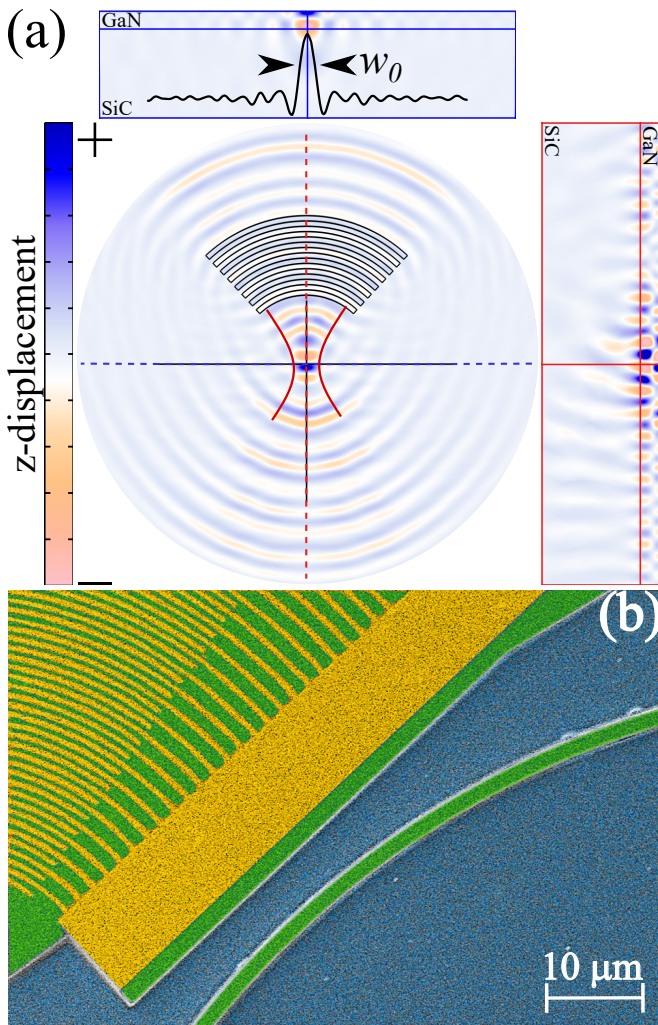 (a)
GaN
w0
SiC
+
z-displacement
SiC
GaN
−
(b)
10 μm